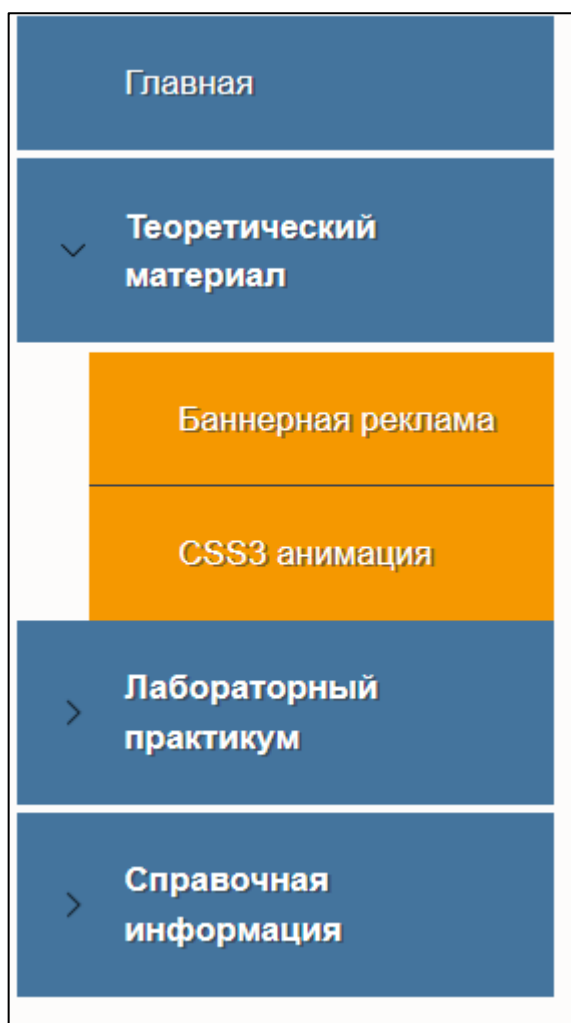 Главная
Теоретический
материал
Баннерная реклама
CSS3 анимация
Лабораторный
практикум
Справочная
информация